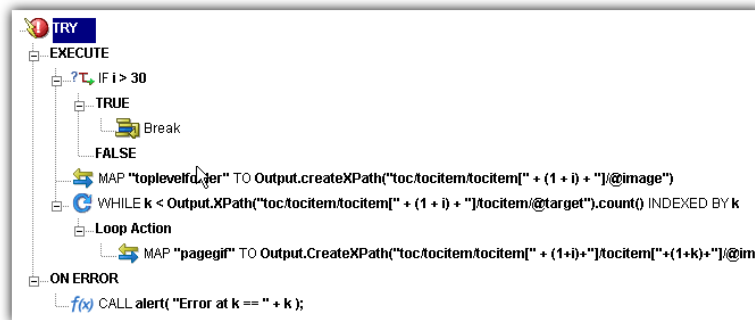 TRY
EXECUTE
IF i > 30
TRUE
Break
FALSE
MAP "toplevelfolder" TO Output.createXPath("toc/tocitem/tocitem[" + (1 + i) + "]/@image")
WHILE k < Output.XPath("toc/tocitem/tocitem[" + (1 + i) + "]/tocitem/@target").count() INDEXED BY k
Loop Action
MAP "pagegif" TO Output.CreateXPath("toc/tocitem/tocitem[" + (1+i)+"]/tocitem["+(1+k)+"]/@im
ON ERROR
f(x) CALL alert( "Error at k == " + k );